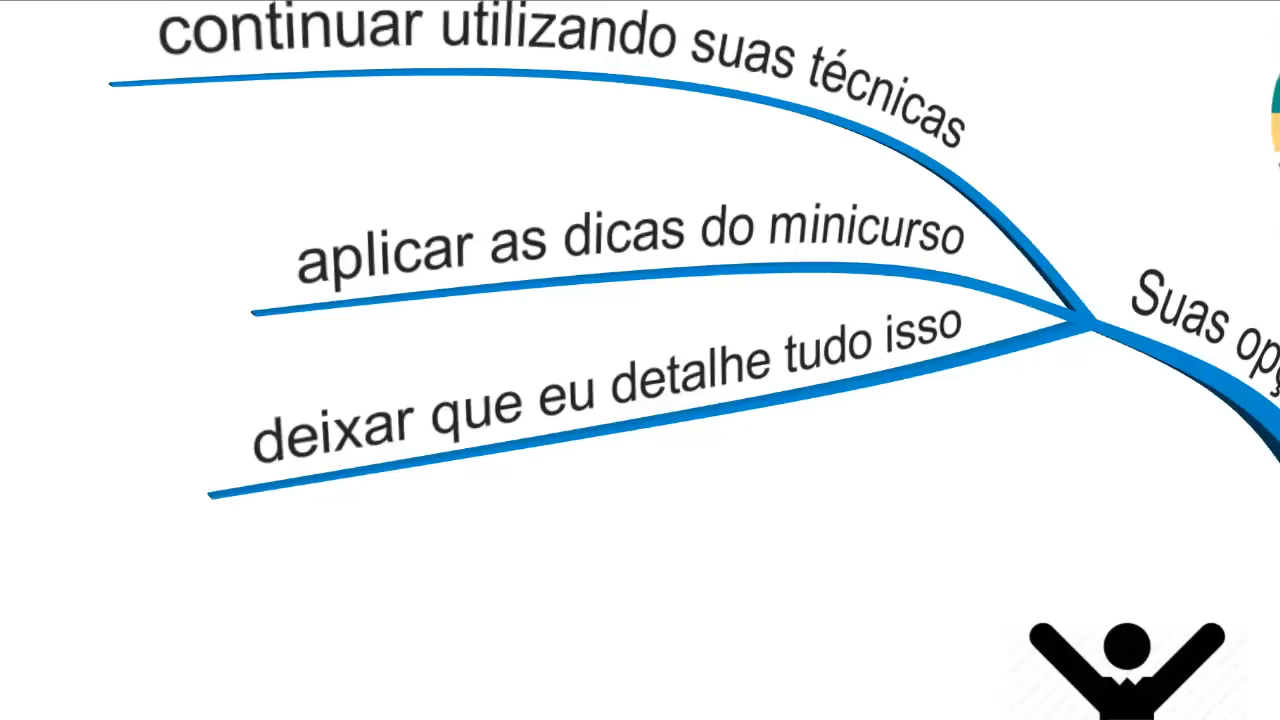 continuar utilizando suas técnicas
aplicar as dicas do minicurso
deixar que eu detalhe tudo isso
Suas